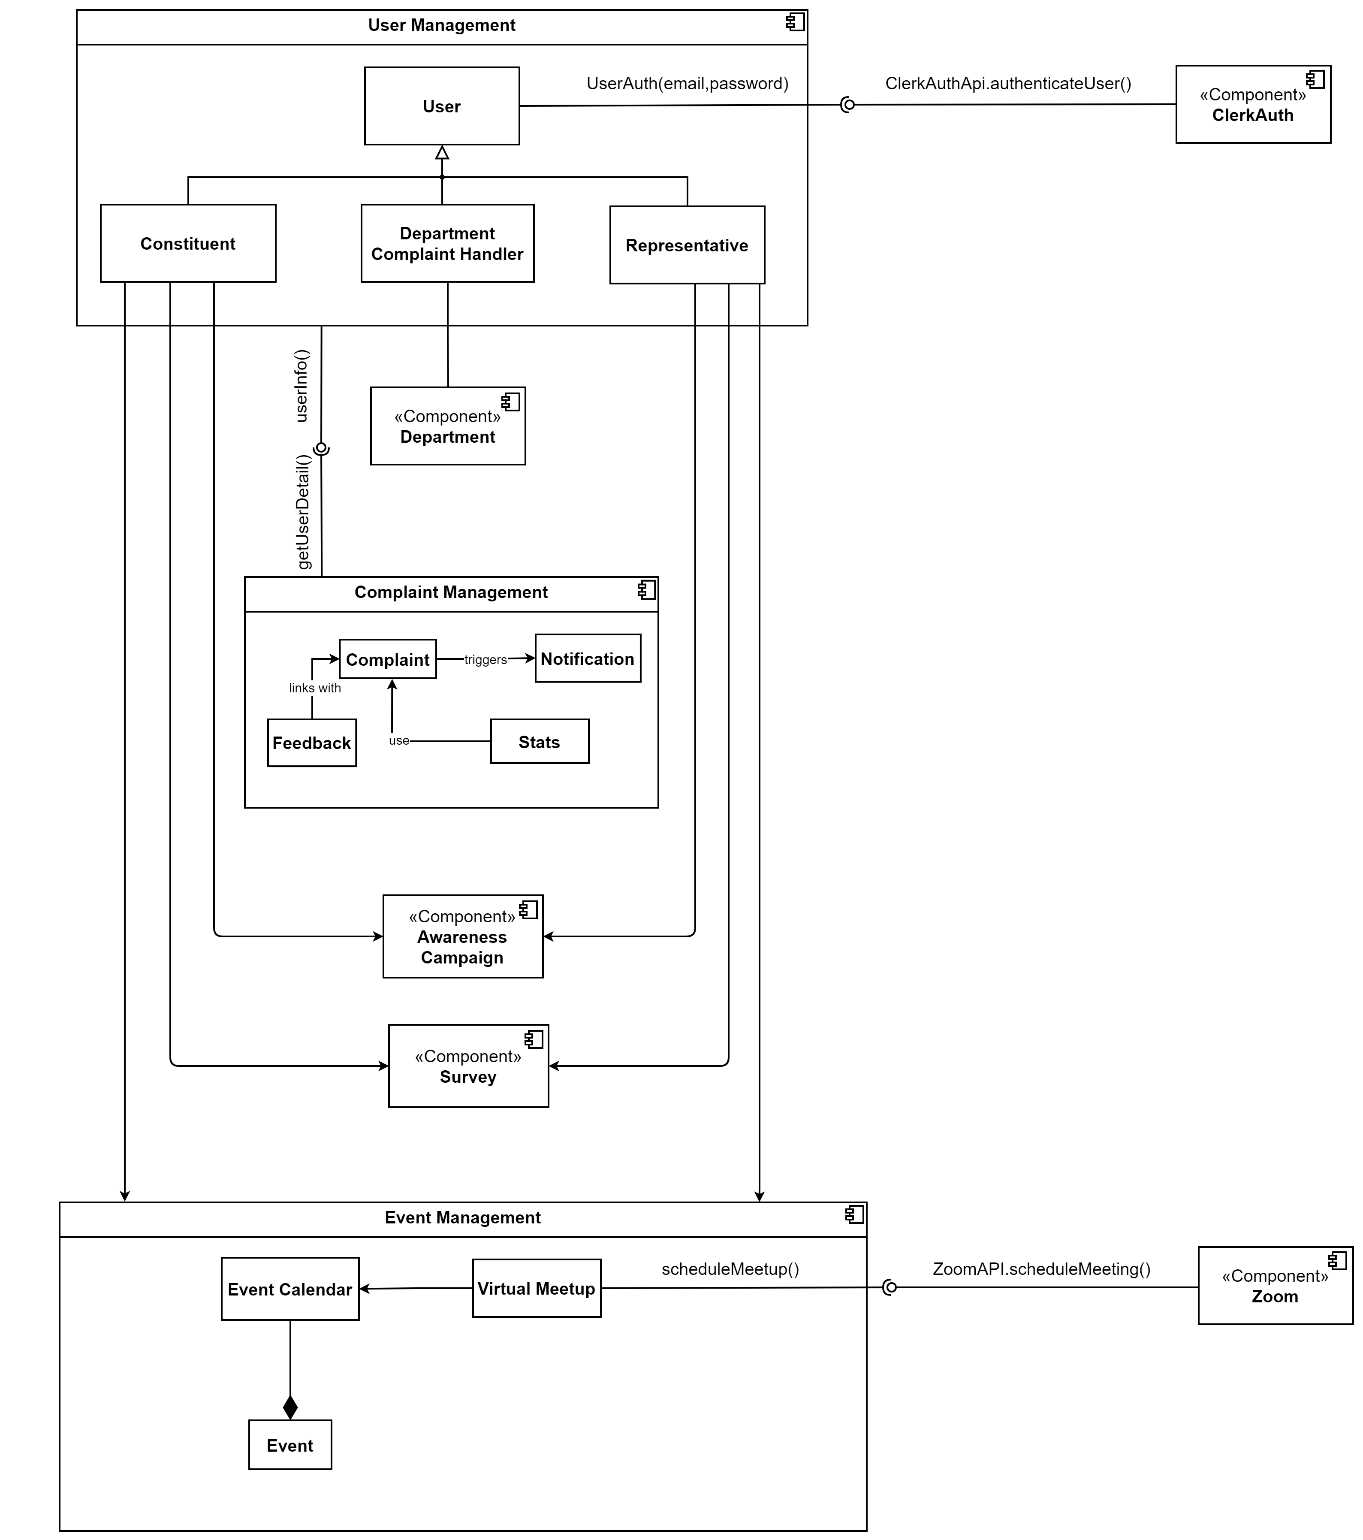 User Management
User
UserAuth(email,password)
ClerkAuthApi.authenticateUser()
«Component»
ClerkAuth
Constituent
Department
Complaint Handler
Representative
userInfo()
«Component»
Department
getUserDetail()
Complaint Management
Complaint
triggers
Notification
links with
Feedback
use
Stats
«Component»
Awareness
Campaign
«Component»
Survey
Event Management
Event Calendar
Virtual Meetup
scheduleMeetup()
ZoomAPI.scheduleMeeting()
«Component»
Zoom
Event